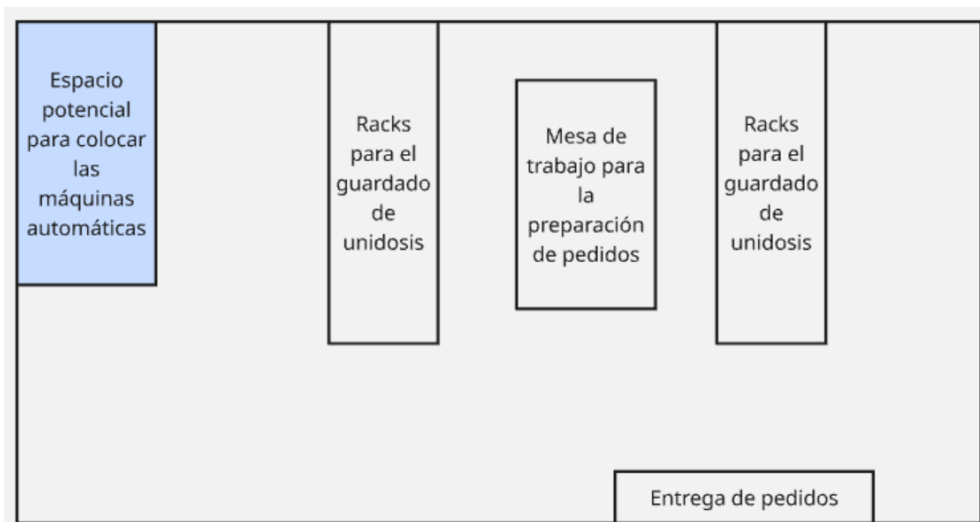 Espacio
potencial
para colocar
las
máquinas
automáticas
Racks
para el
guardado
de
unidosis
Mesa de
trabajo para
la
preparación
de pedidos
Racks
para el
guardado
de
unidosis
Entrega de pedidos